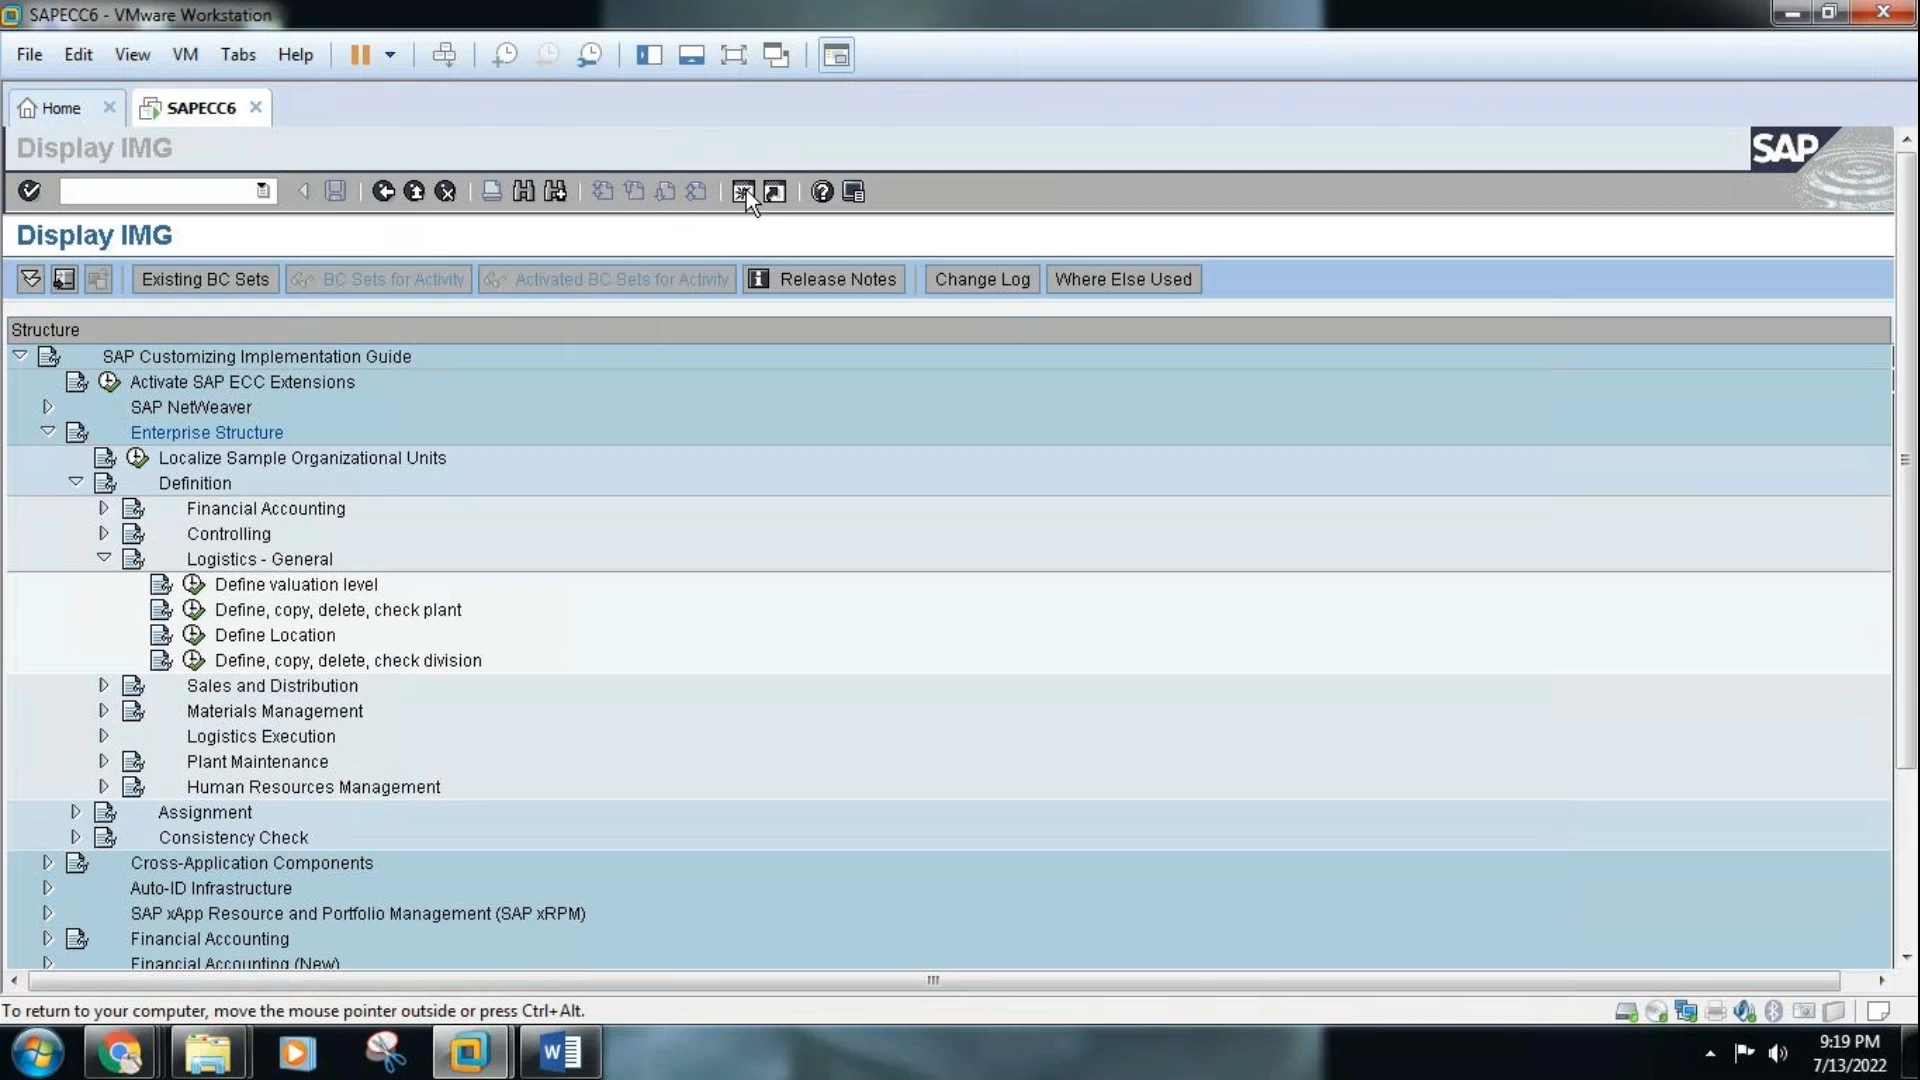 SAPECC6 - VMware Workstation
File Edit View VM Tabs Help
Home SAPECC6
Display IMG
SAP
Display IMG
Existing BC Sets BC Sets for Activity Activated BC Sets for Activity Release Notes Change Log Where Else Used
Structure
SAP Customizing Implementation Guide
Activate SAP ECC Extensions
SAP NetWeaver
Enterprise Structure
Localize Sample Organizational Units
Definition
Financial Accounting
Controlling
Logistics - General
Define valuation level
Define, copy, delete, check plant
Define Location
Define, copy, delete, check division
Sales and Distribution
Materials Management
Logistics Execution
Plant Maintenance
Human Resources Management
Assignment
Consistency Check
Cross-Application Components
Auto-ID Infrastructure
SAP xApp Resource and Portfolio Management (SAP xRPM)
Financial Accounting
Financial Accounting (New)
To return to your computer, move the mouse pointer outside or press Ctrl+Alt.
9:19 PM
7/13/2022